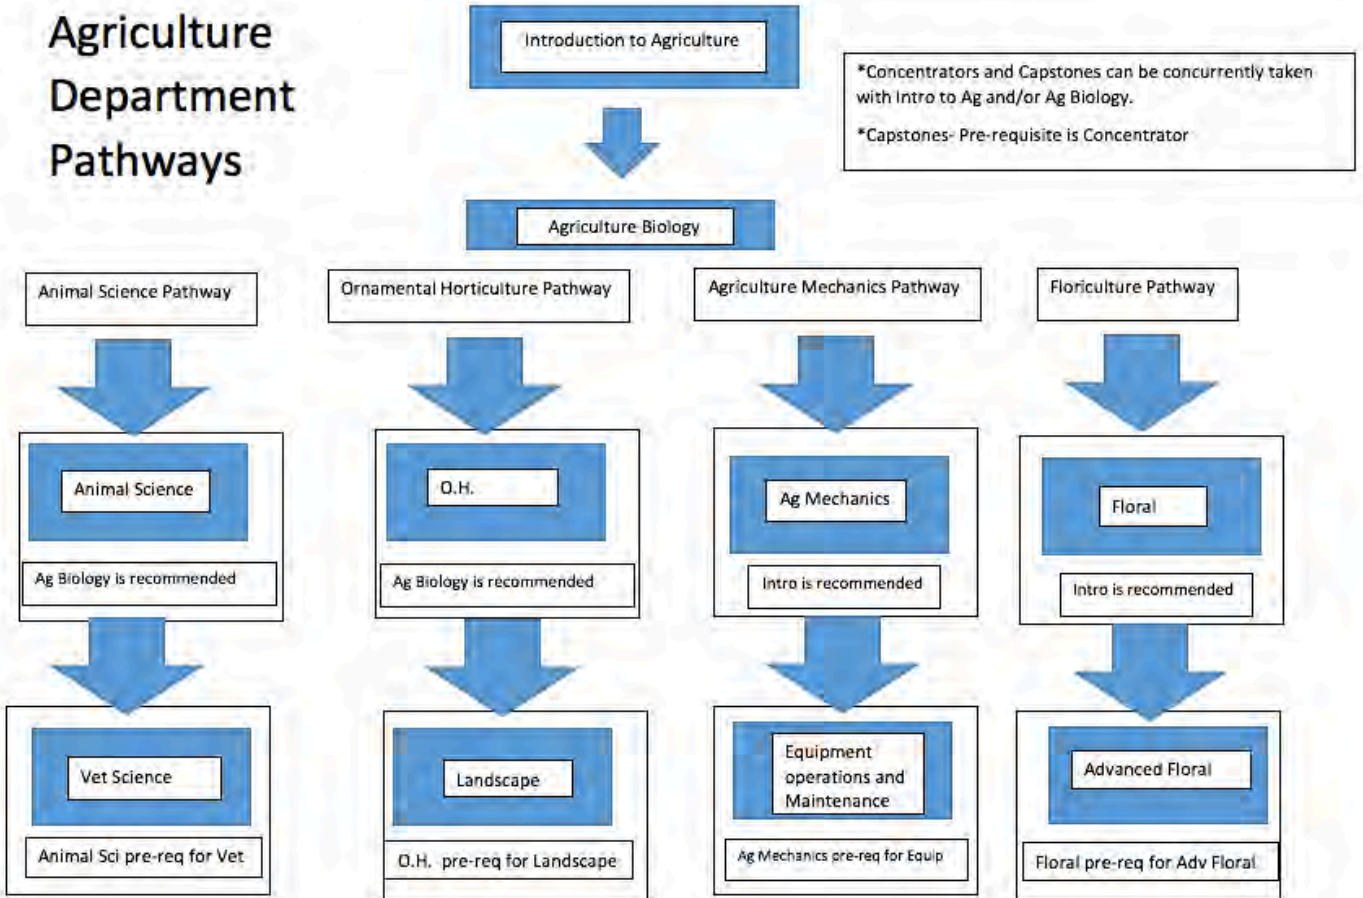 Agriculture
Department
Pathways
Introduction to Agriculture
*Concentrators and Capstones can be concurrently taken
with Intro to Ag and/or Ag Biology.
*Capstones- Pre-requisite is Concentrator
Agriculture Biology
Animal Science Pathway
Ornamental Horticulture Pathway
Agriculture Mechanics Pathway
Floriculture Pathway
Animal Science
Ag Biology is recommended
O.H.
Ag Biology is recommended
Ag Mechanics
Intro is recommended
Floral
Intro is recommended
Vet Science
Animal Sci pre-req for Vet
Landscape
O.H. pre-req for Landscape
Equipment
operations and
Maintenance
Ag Mechanics pre-req for Equip
Advanced Floral
Floral pre-req for Adv Floral